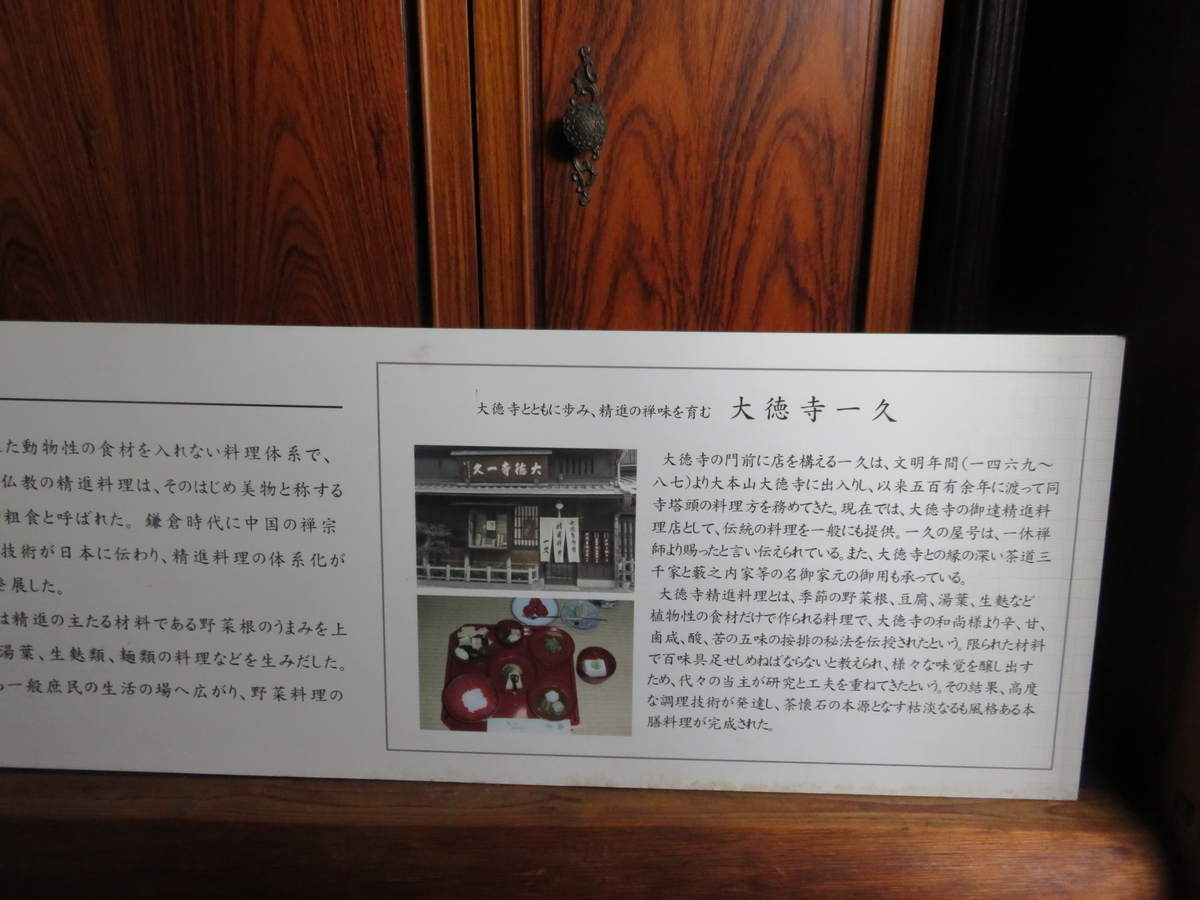 た動物性の食材を入れない料理体系で、
仏教の精進料理は、そのはじめ美物と称する
粗食と呼ばれた。鎌倉時代に中国の禅宗
技術が日本に伝わり、精進料理の体系化が
展した。
は精進の主たる材料である野菜根のうまみを上
湯葉、生麩類、麺類の料理などを生みだした。
一般庶民の生活の場へ広がり、野菜料理の
大徳寺とともに歩み、精進の禅味を育む 大徳寺一久
大徳寺一久
一久
大徳寺の門前に店を構える一久は、文明年間(一四六九〜
八七)より大本山大徳寺に出入りし、以来五百有余年に渡って同
寺塔頭の料理方を務めてきた。現在では、大徳寺の御達精進料
理店として、伝統の料理を一般にも提供。一久の屋号は、一休禅
師より賜ったと言い伝えられている。また、大徳寺との縁の深い茶道三
千家と藪之内家等の名御家元の御用も承っている。
大徳寺精進料理とは、季節の野菜根、豆腐、湯葉、生麩など
植物性の食材だけで作られる料理で、大徳寺の和尚様より辛、甘、
鹵咸、酸、苦の五味の按排の秘法を伝授されたという。限られた材料
で百味具足せしめねばならないと教えられ、様々な味覚を醸し出す
ため、代々の当主が研究と工夫を重ねてきたという。その結果、高度
な調理技術が発達し、茶懐石の本源となす枯淡なるも風格ある本
膳料理が完成された。